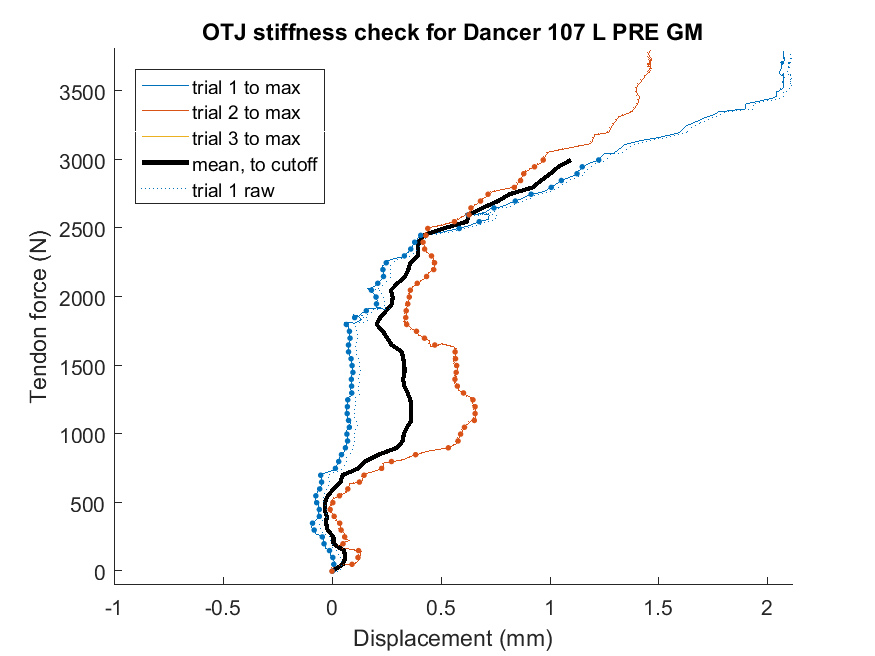 OTJ stiffness check for Dancer 107 L PRE GM
trial 1 to max
trial 2 to max
trial 3 to max
mean, to cutoff
trial 1 raw
Tendon force (N)
3500
3000
2500
2000
1500
1000
500
0
-1
-0.5
0
0.5
1
1.5
2
Displacement (mm)